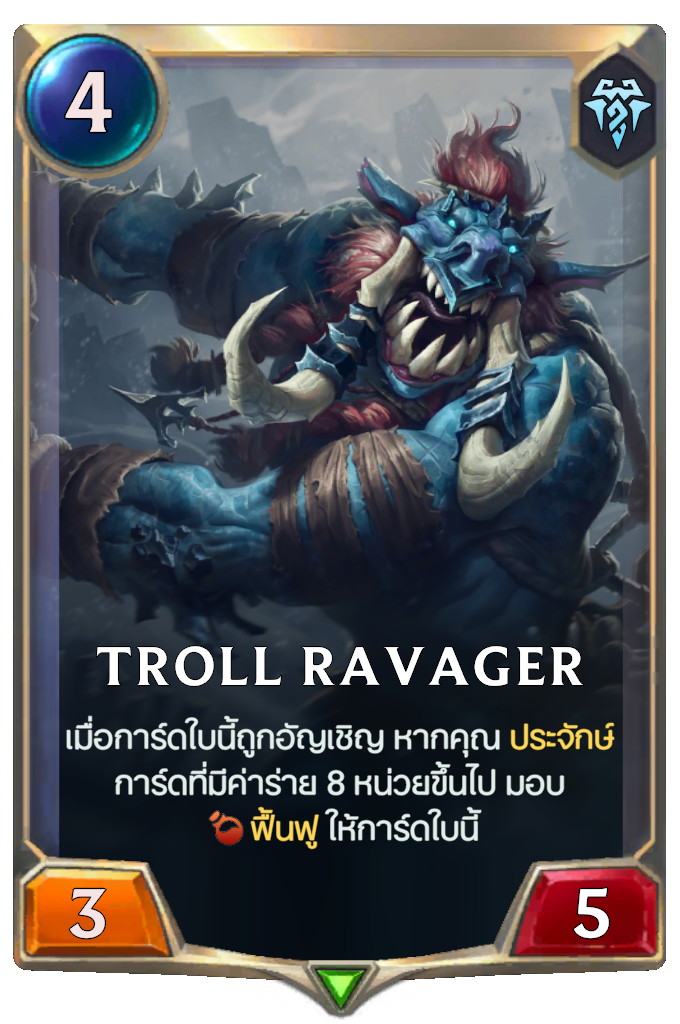 4
TROLL RAVAGER
เมื่อการ์ดใบนี้ถูกอัญเชิญ หากคุณ ประจักษ์
การ์ดที่มีค่าร่าย 8 หน่วยขึ้นไป มอบ
ฟื้นฟู ให้การ์ดใบนี้
3 5